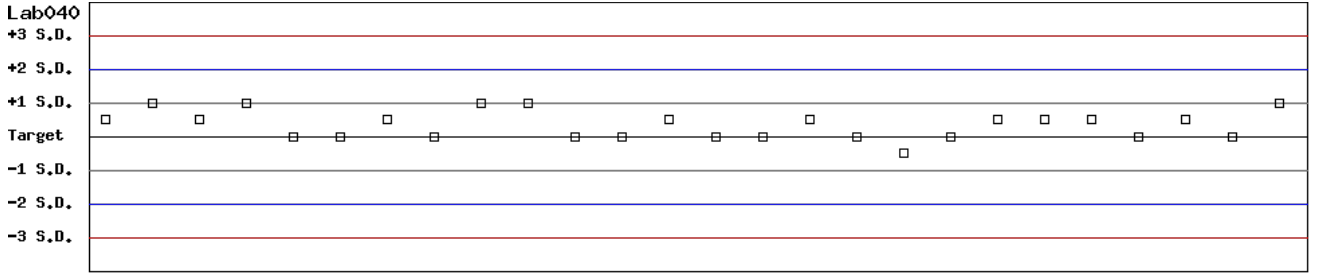 Lab040
+3 S.D.
+2 S.D.
+1 S.D.
Target
-1 S.D.
-2 S.D.
-3 S.D.